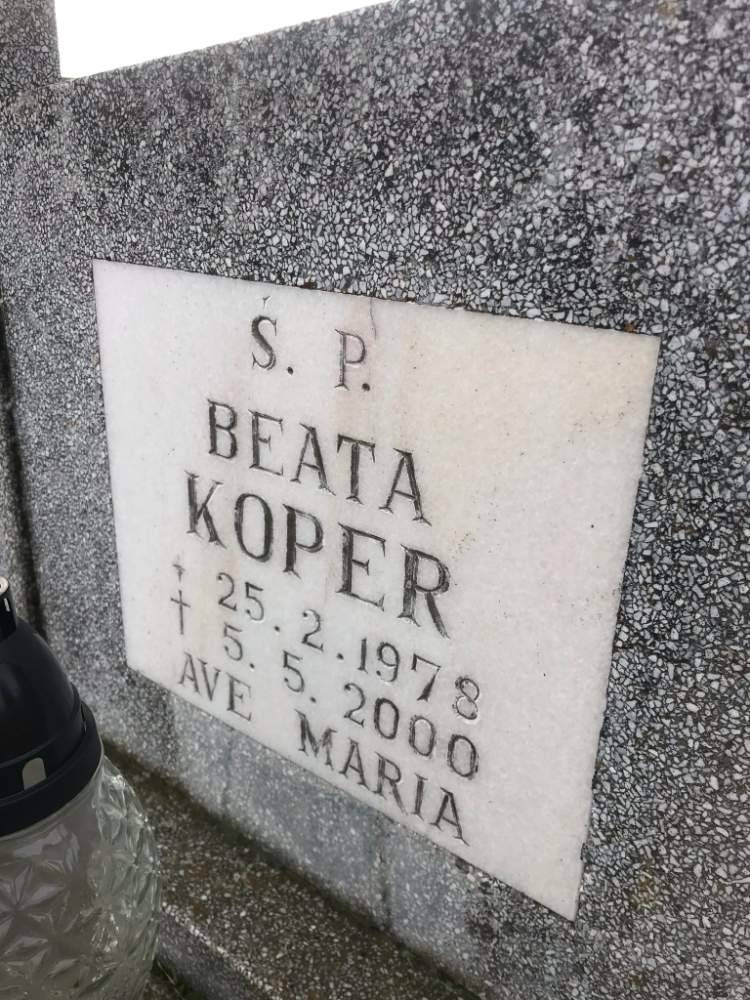 Ś. P.
BEATA
KOPER
* 25. 2. 1978
† 5. 5. 2000
AVE MARIA